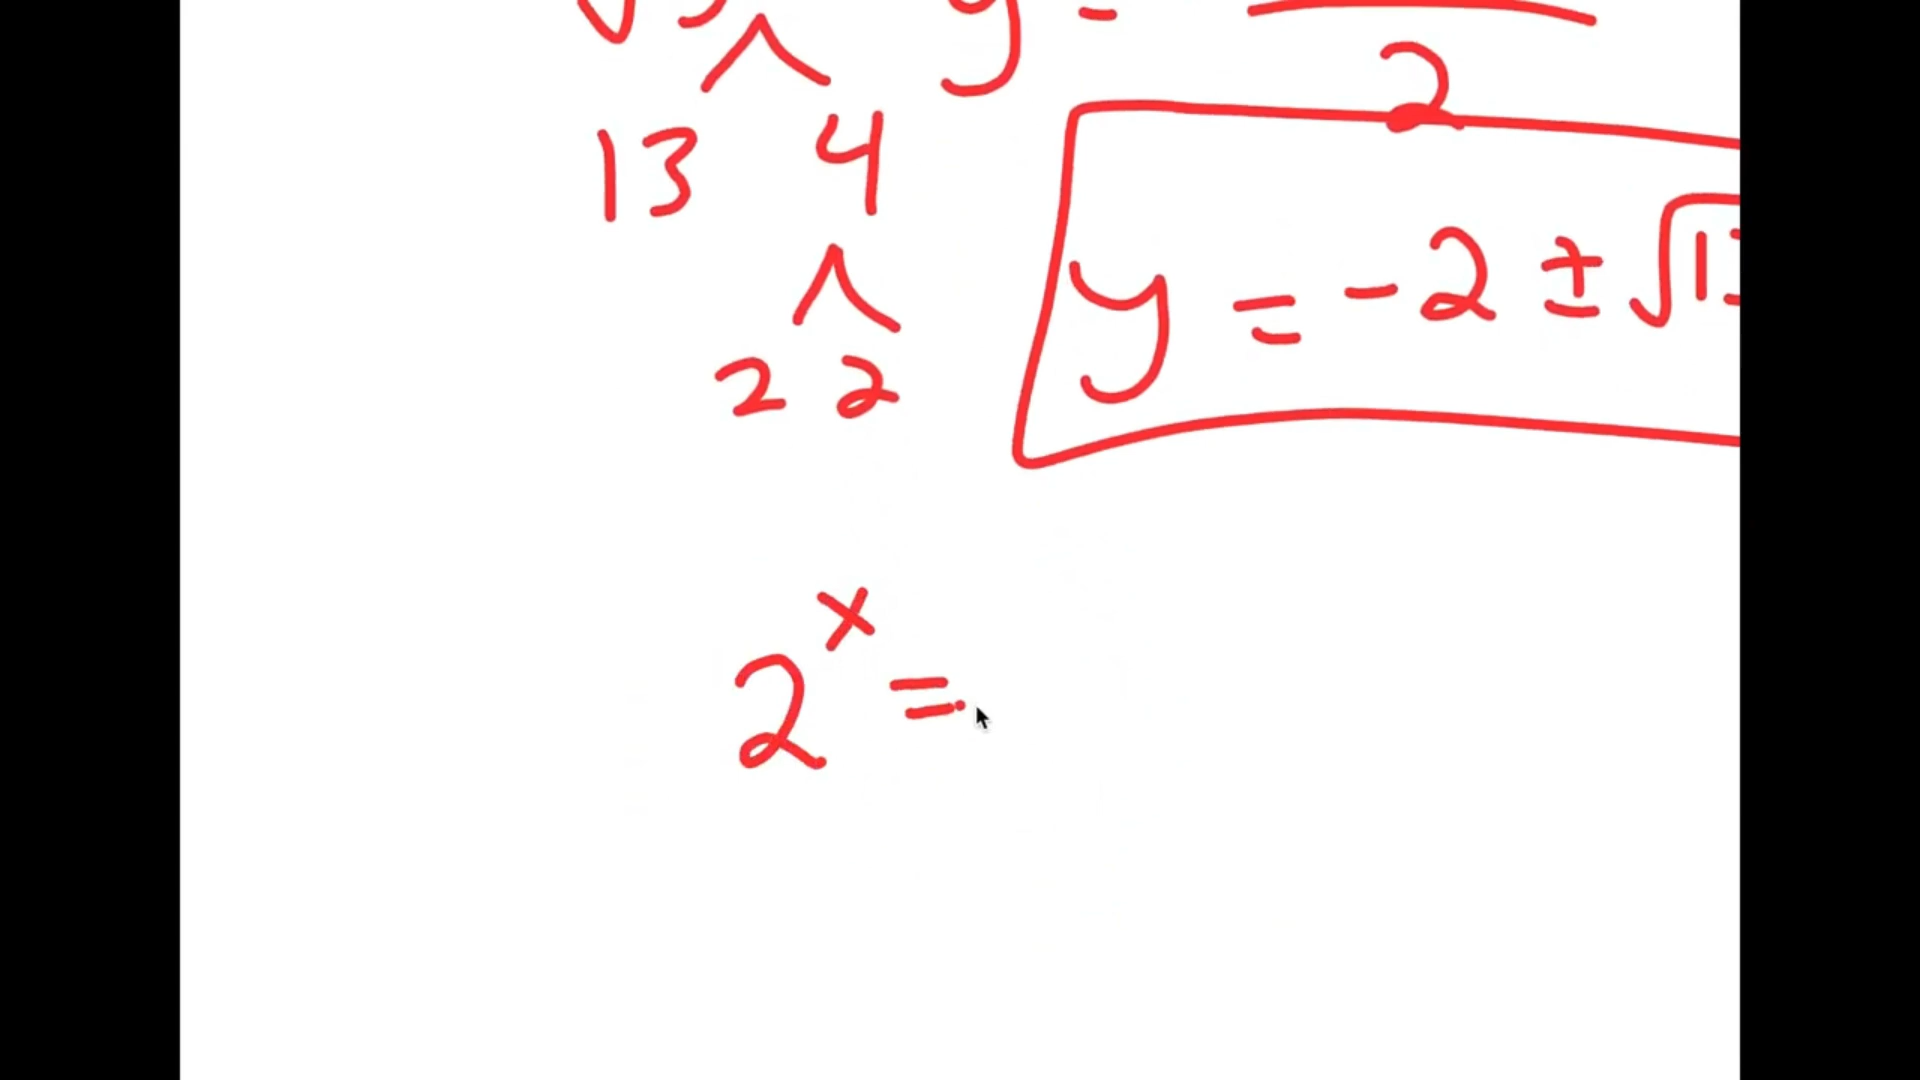 y =
2
13 4
y = -2 ± √1
2 2
2^x =